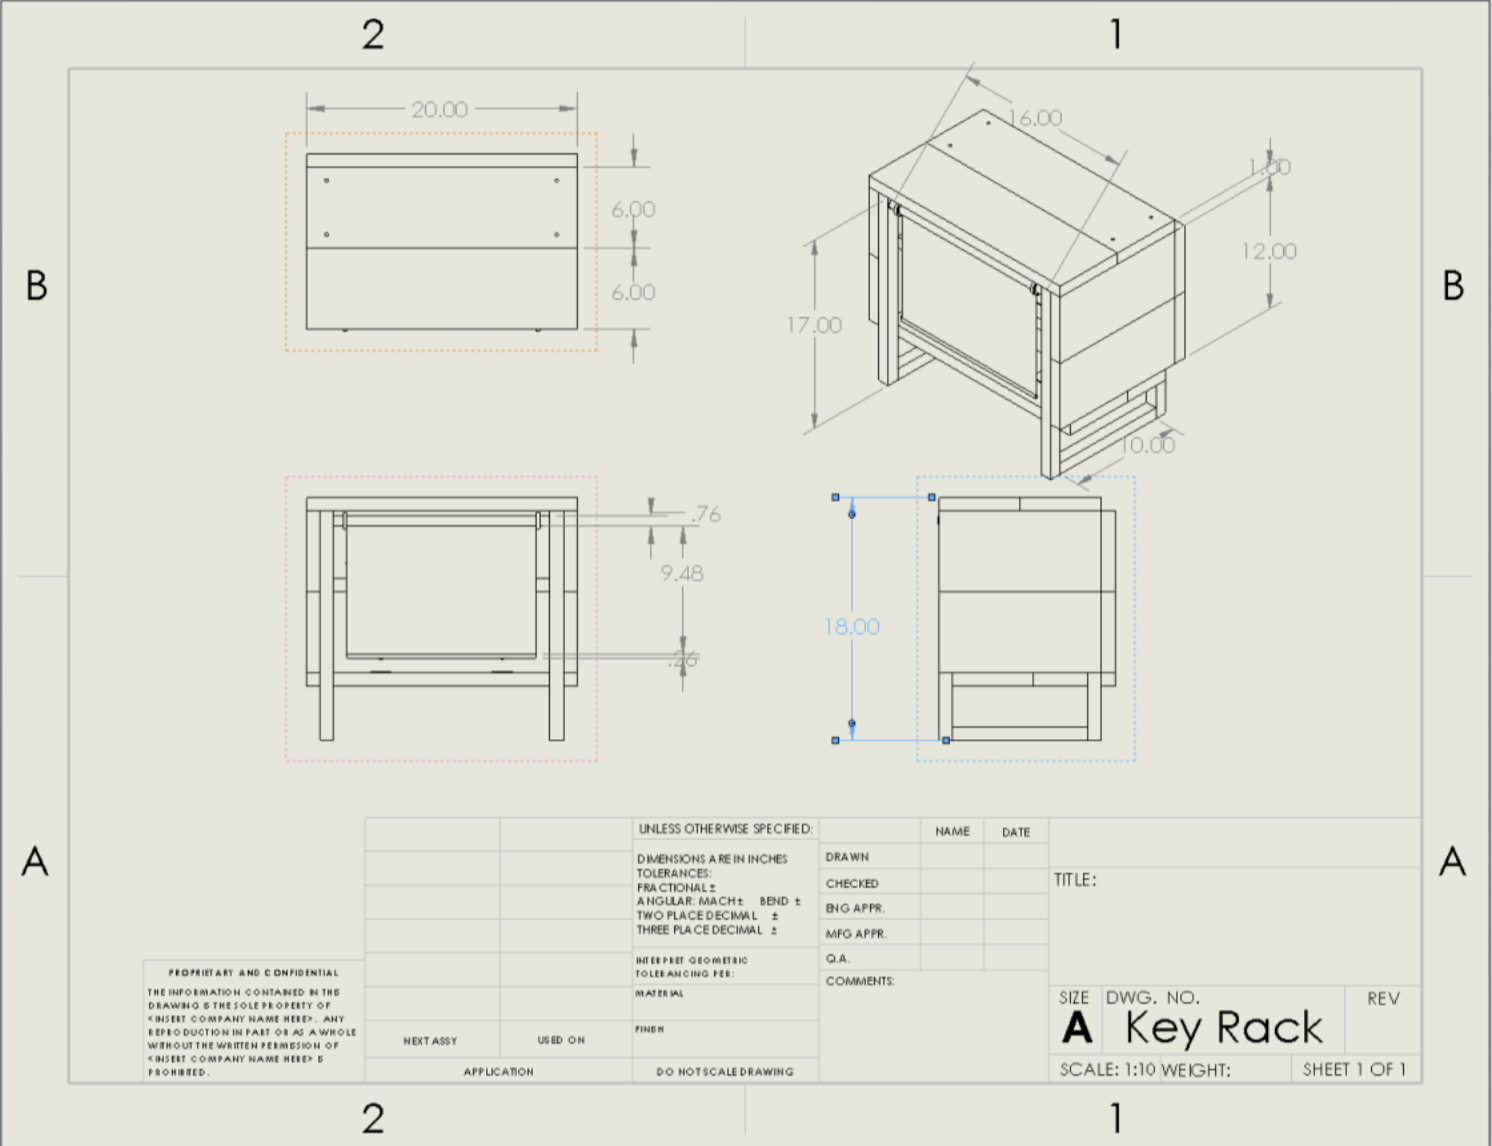 2 1
20.00
16.00
1.00
6.00
12.00
B B
6.00
17.00
10.00
.76
9.48
18.00
.26
A A
UNLESS OTHERWISE SPECIFIED:
DIMENSIONS ARE IN INCHES
TOLERANCES:
FRACTIONAL ±
ANGULAR: MACH ± BEND ±
TWO PLACE DECIMAL ±
THREE PLACE DECIMAL ±
INTERPRET GEOMETRIC
TOLERANCING PER:
MATERIAL
FINISH
DO NOT SCALE DRAWING
NAME DATE
DRAWN
CHECKED
ENG APPR.
MFG APPR.
Q.A.
COMMENTS:
TITLE:
SIZE DWG. NO. REV
A Key Rack
SCALE: 1:10 WEIGHT: SHEET 1 OF 1
PROPRIETARY AND CONFIDENTIAL
THE INFORMATION CONTAINED IN THIS
DRAWING IS THE SOLE PROPERTY OF
<INSERT COMPANY NAME HERE>. ANY
REPRODUCTION IN PART OR AS A WHOLE
WITHOUT THE WRITTEN PERMISSION OF
<INSERT COMPANY NAME HERE> IS
PROHIBITED.
NEXT ASSY USED ON
APPLICATION
2 1